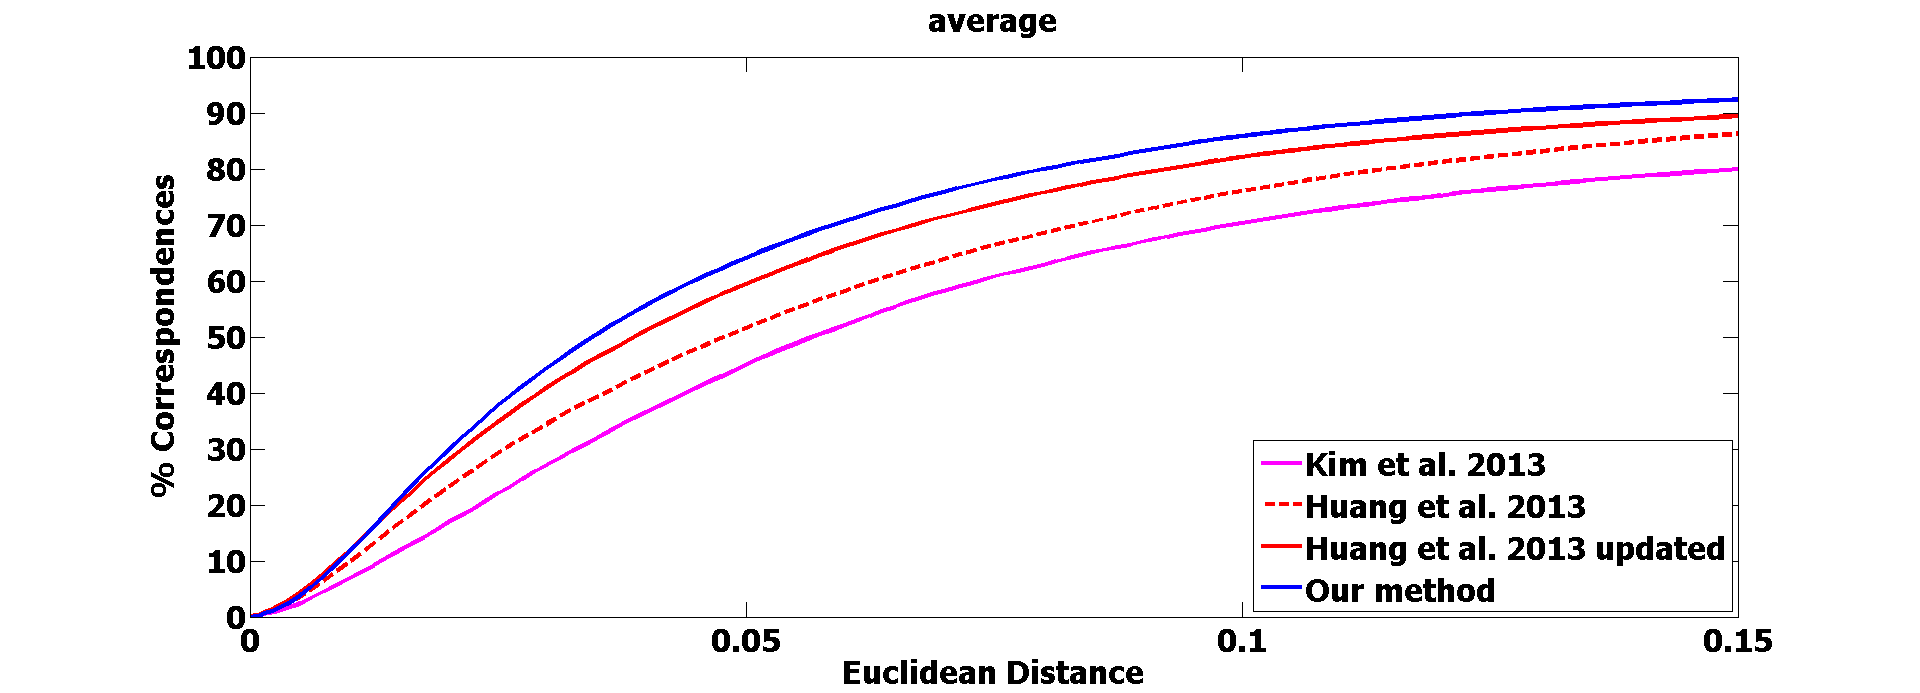 average
100
90
80
70
60
50
40
30
20
10
0
% Correspondences
0 0.05 0.1 0.15
Euclidean Distance
Kim et al. 2013
Huang et al. 2013
Huang et al. 2013 updated
Our method